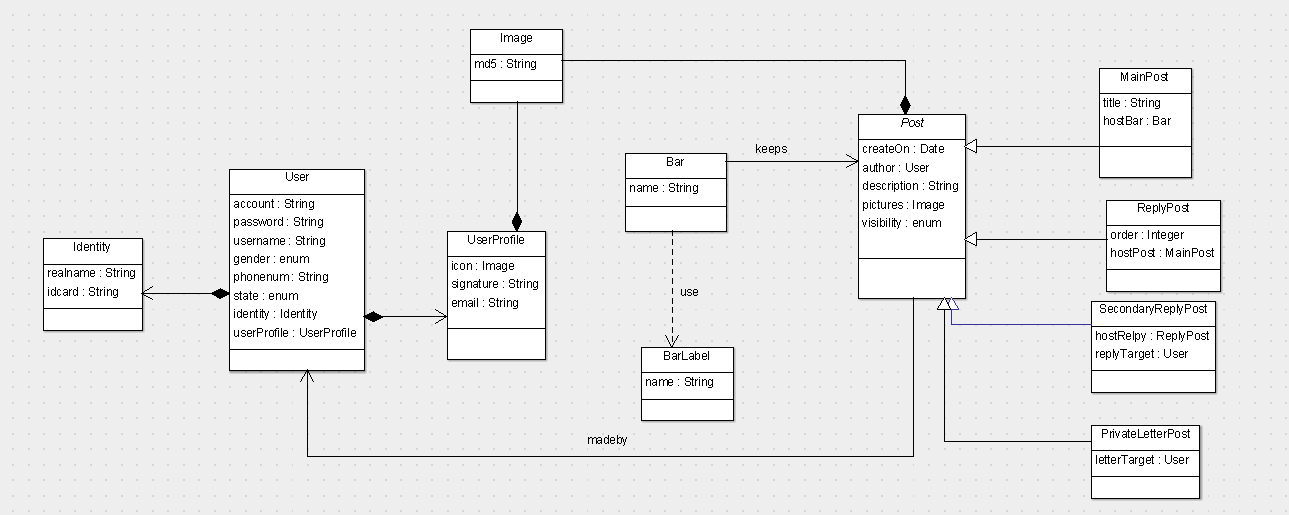 Image
md5 : String
MainPost
title : String
hostBar : Bar
Post
createOn : Date
author : User
description : String
pictures : Image
visibility : enum
keeps
Bar
name : String
User
account : String
password : String
username : String
gender : enum
phonenum : String
state : enum
identity : Identity
userProfile : UserProfile
ReplyPost
order : Integer
hostPost : MainPost
UserProfile
icon : Image
signature : String
email : String
Identity
realname : String
idcard : String
use
SecondaryReplyPost
hostRelpy : ReplyPost
replyTarget : User
BarLabel
name : String
madeby
PrivateLetterPost
letterTarget : User